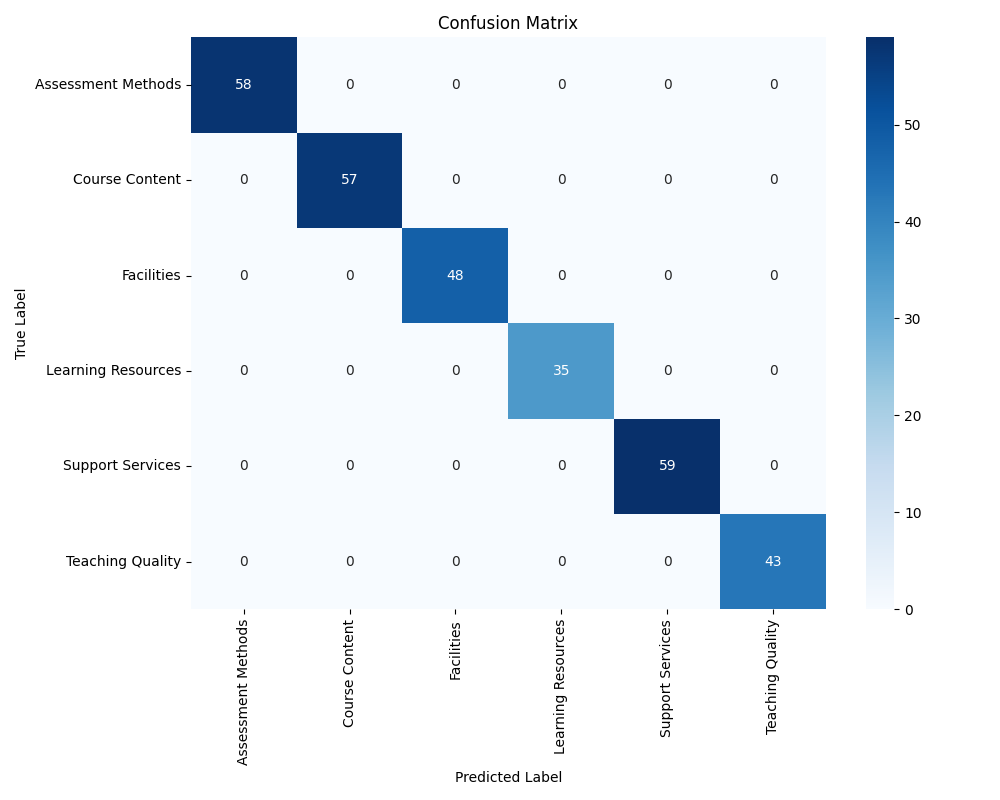 Confusion Matrix
True Label
Assessment Methods 58 0 0 0 0 0
Course Content 0 57 0 0 0 0
Facilities 0 0 48 0 0 0
Learning Resources 0 0 0 35 0 0
Support Services 0 0 0 0 59 0
Teaching Quality 0 0 0 0 0 43
Assessment Methods
Course Content
Facilities
Learning Resources
Support Services
Teaching Quality
Predicted Label
50
40
30
20
10
0